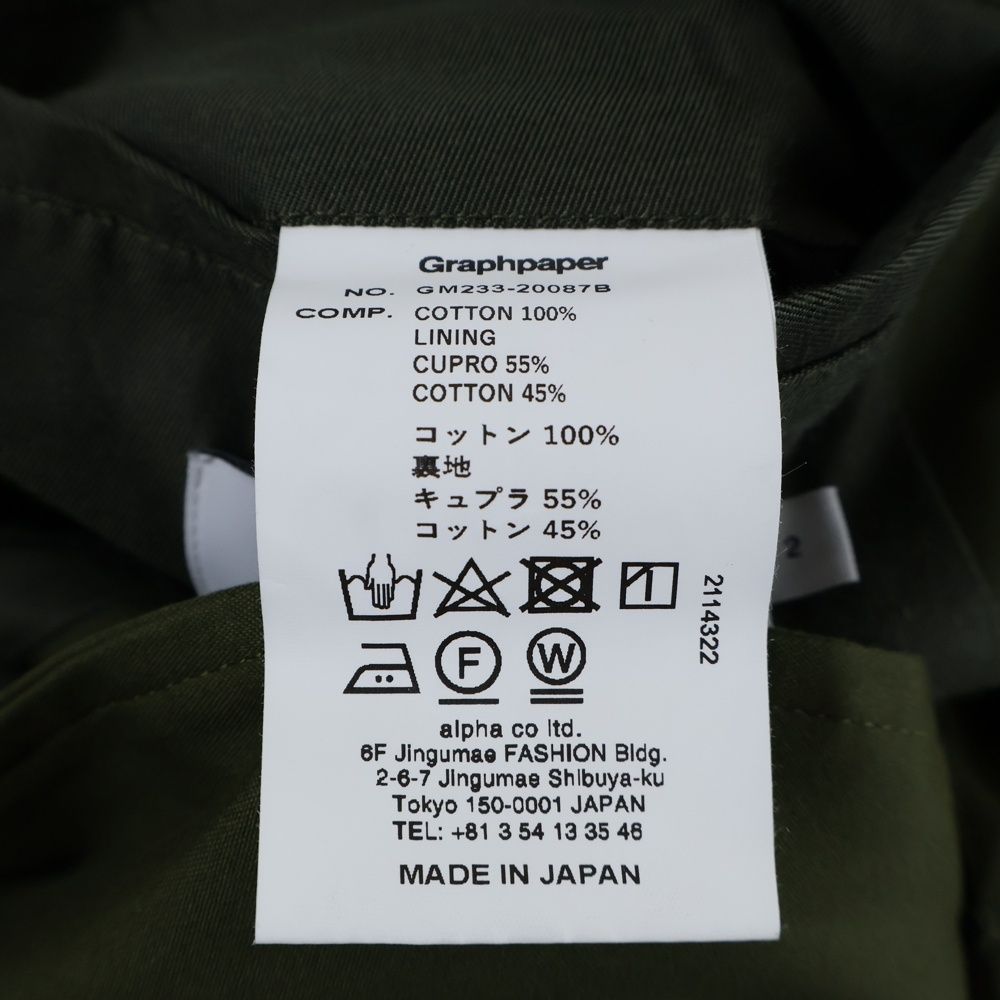 Graphpaper
NO. GM233-20087B
COMP. COTTON 100%
LINING
CUPRO 55%
COTTON 45%
コットン 100%
裏地
キュプラ 55%
コットン 45%
2114322
F W
alpha co ltd.
6F Jingumae FASHION Bldg.
2-6-7 Jingumae Shibuya-ku
Tokyo 150-0001 JAPAN
TEL: +81 3 54 13 35 46
MADE IN JAPAN
2